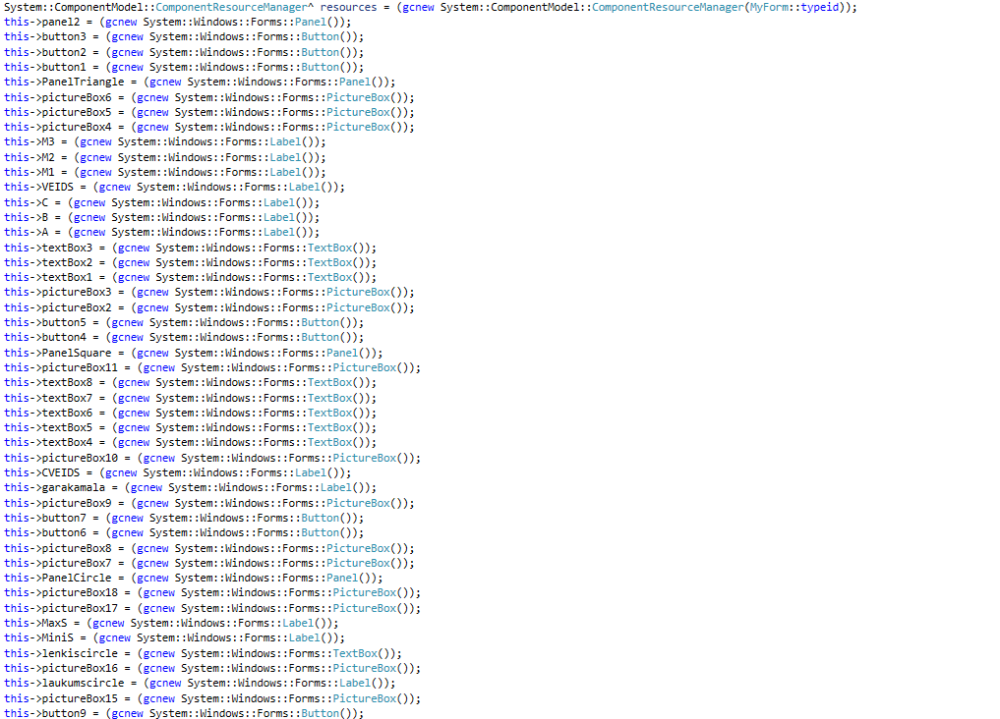 System::ComponentModel::ComponentResourceManager^ resources = (gcnew System::ComponentModel::ComponentResourceManager(MyForm::typeid));
this->panel2 = (gcnew System::Windows::Forms::Panel());
this->button3 = (gcnew System::Windows::Forms::Button());
this->button2 = (gcnew System::Windows::Forms::Button());
this->button1 = (gcnew System::Windows::Forms::Button());
this->PanelTriangle = (gcnew System::Windows::Forms::Panel());
this->pictureBox6 = (gcnew System::Windows::Forms::PictureBox());
this->pictureBox5 = (gcnew System::Windows::Forms::PictureBox());
this->pictureBox4 = (gcnew System::Windows::Forms::PictureBox());
this->M3 = (gcnew System::Windows::Forms::Label());
this->M2 = (gcnew System::Windows::Forms::Label());
this->M1 = (gcnew System::Windows::Forms::Label());
this->VEIDS = (gcnew System::Windows::Forms::Label());
this->C = (gcnew System::Windows::Forms::Label());
this->B = (gcnew System::Windows::Forms::Label());
this->A = (gcnew System::Windows::Forms::Label());
this->textBox3 = (gcnew System::Windows::Forms::TextBox());
this->textBox2 = (gcnew System::Windows::Forms::TextBox());
this->textBox1 = (gcnew System::Windows::Forms::TextBox());
this->pictureBox3 = (gcnew System::Windows::Forms::PictureBox());
this->pictureBox2 = (gcnew System::Windows::Forms::PictureBox());
this->button5 = (gcnew System::Windows::Forms::Button());
this->button4 = (gcnew System::Windows::Forms::Button());
this->PanelSquare = (gcnew System::Windows::Forms::Panel());
this->pictureBox11 = (gcnew System::Windows::Forms::PictureBox());
this->textBox8 = (gcnew System::Windows::Forms::TextBox());
this->textBox7 = (gcnew System::Windows::Forms::TextBox());
this->textBox6 = (gcnew System::Windows::Forms::TextBox());
this->textBox5 = (gcnew System::Windows::Forms::TextBox());
this->textBox4 = (gcnew System::Windows::Forms::TextBox());
this->pictureBox10 = (gcnew System::Windows::Forms::PictureBox());
this->CVEIDS = (gcnew System::Windows::Forms::Label());
this->garakamala = (gcnew System::Windows::Forms::Label());
this->pictureBox9 = (gcnew System::Windows::Forms::PictureBox());
this->button7 = (gcnew System::Windows::Forms::Button());
this->button6 = (gcnew System::Windows::Forms::Button());
this->pictureBox8 = (gcnew System::Windows::Forms::PictureBox());
this->pictureBox7 = (gcnew System::Windows::Forms::PictureBox());
this->PanelCircle = (gcnew System::Windows::Forms::Panel());
this->pictureBox18 = (gcnew System::Windows::Forms::PictureBox());
this->pictureBox17 = (gcnew System::Windows::Forms::PictureBox());
this->MaxS = (gcnew System::Windows::Forms::Label());
this->MiniS = (gcnew System::Windows::Forms::Label());
this->lenkiscircle = (gcnew System::Windows::Forms::TextBox());
this->pictureBox16 = (gcnew System::Windows::Forms::PictureBox());
this->laukumscircle = (gcnew System::Windows::Forms::Label());
this->pictureBox15 = (gcnew System::Windows::Forms::PictureBox());
this->button9 = (gcnew System::Windows::Forms::Button());